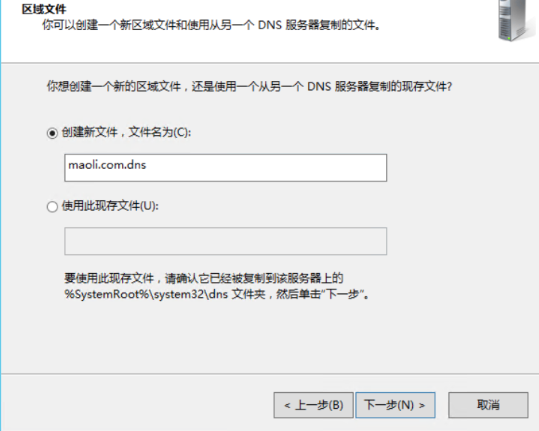 区域文件
你可以创建一个新区域文件和使用从另一个 DNS 服务器复制的文件。
你想创建一个新的区域文件，还是使用一个从另一个 DNS 服务器复制的现存文件?
创建新文件，文件名为(C):
maoli.com.dns
使用此现存文件(U):
要使用此现存文件，请确认它已经被复制到该服务器上的
%SystemRoot%\system32\dns 文件夹，然后单击"下一步"。
< 上一步(B) 下一步(N) > 取消